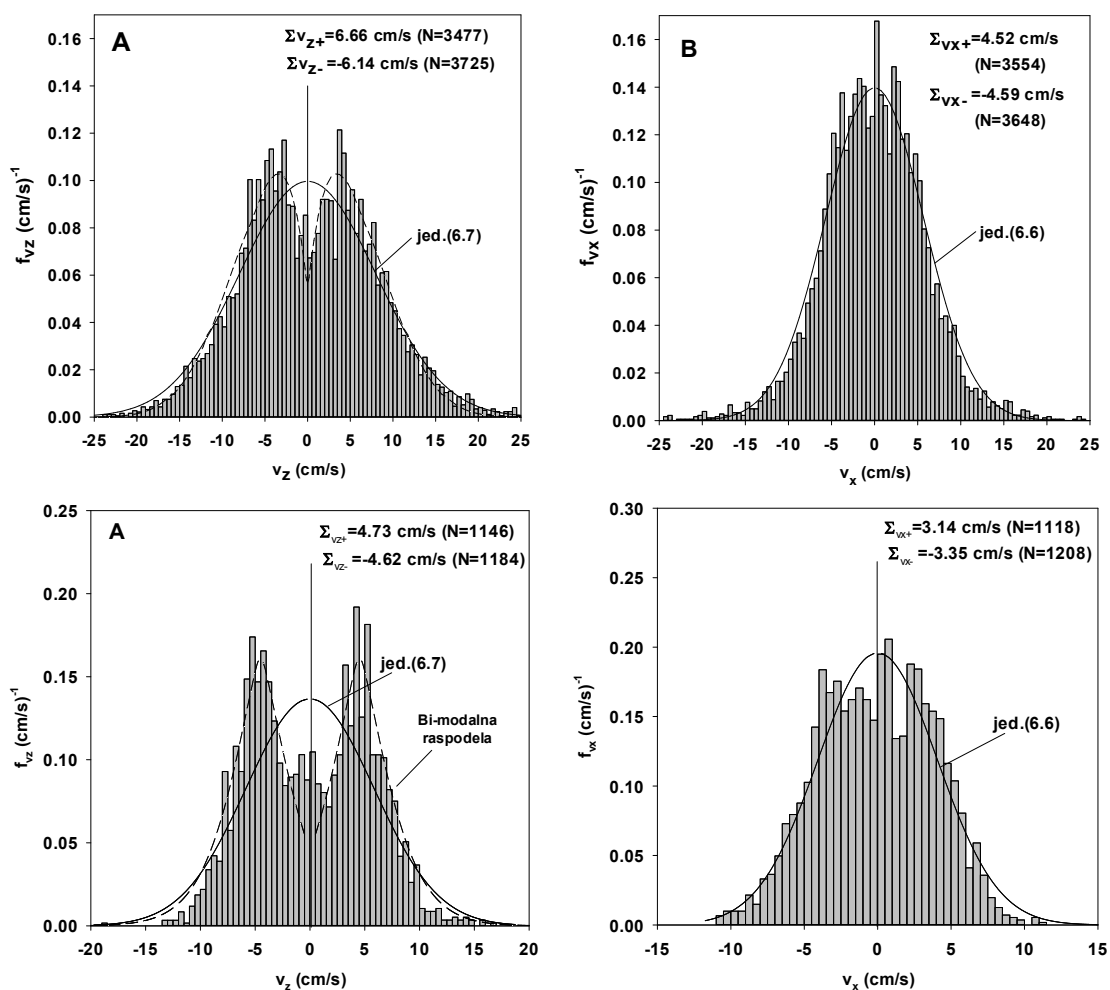 A
Σvz+=6.66 cm/s (N=3477)
Σvz-=-6.14 cm/s (N=3725)
jed.(6.7)
fvz (cm/s)-1
0.16
0.14
0.12
0.10
0.08
0.06
0.04
0.02
0.00
-25 -20 -15 -10 -5 0 5 10 15 20 25
vz (cm/s)
B
Σvx+=4.52 cm/s
(N=3554)
Σvx-=-4.59 cm/s
(N=3648)
jed.(6.6)
fvx (cm/s)-1
0.16
0.14
0.12
0.10
0.08
0.06
0.04
0.02
0.00
-25 -20 -15 -10 -5 0 5 10 15 20 25
vx (cm/s)
A
Σvz+=4.73 cm/s (N=1146)
Σvz-=-4.62 cm/s (N=1184)
jed.(6.7)
Bi-modalna
raspodela
fvz (cm/s)-1
0.25
0.20
0.15
0.10
0.05
0.00
-20 -15 -10 -5 0 5 10 15 20
vz (cm/s)
Σvx+=3.14 cm/s (N=1118)
Σvx-=-3.35 cm/s (N=1208)
jed.(6.6)
fvx (cm/s)-1
0.30
0.25
0.20
0.15
0.10
0.05
0.00
-15 -10 -5 0 5 10 15
vx (cm/s)